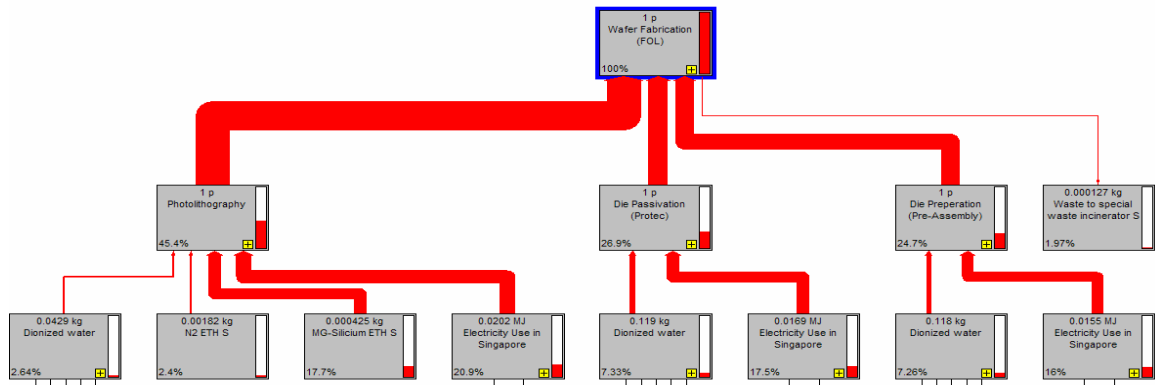 1 p
Wafer Fabrication
(FOL)
100%
1 p
Photolithography
45.4%
1 p
Die Passivation
(Protec)
26.9%
1 p
Die Preperation
(Pre-Assembly)
24.7%
0.000127 kg
Waste to special
waste incinerator S
1.97%
0.0429 kg
Dionized water
2.64%
0.00182 kg
N2 ETH S
2.4%
0.000425 kg
MG-Silicium ETH S
17.7%
0.0202 MJ
Electricity Use in
Singapore
20.9%
0.119 kg
Dionized water
7.33%
0.0169 MJ
Electricity Use in
Singapore
17.5%
0.118 kg
Dionized water
7.26%
0.0155 MJ
Electricity Use in
Singapore
16%